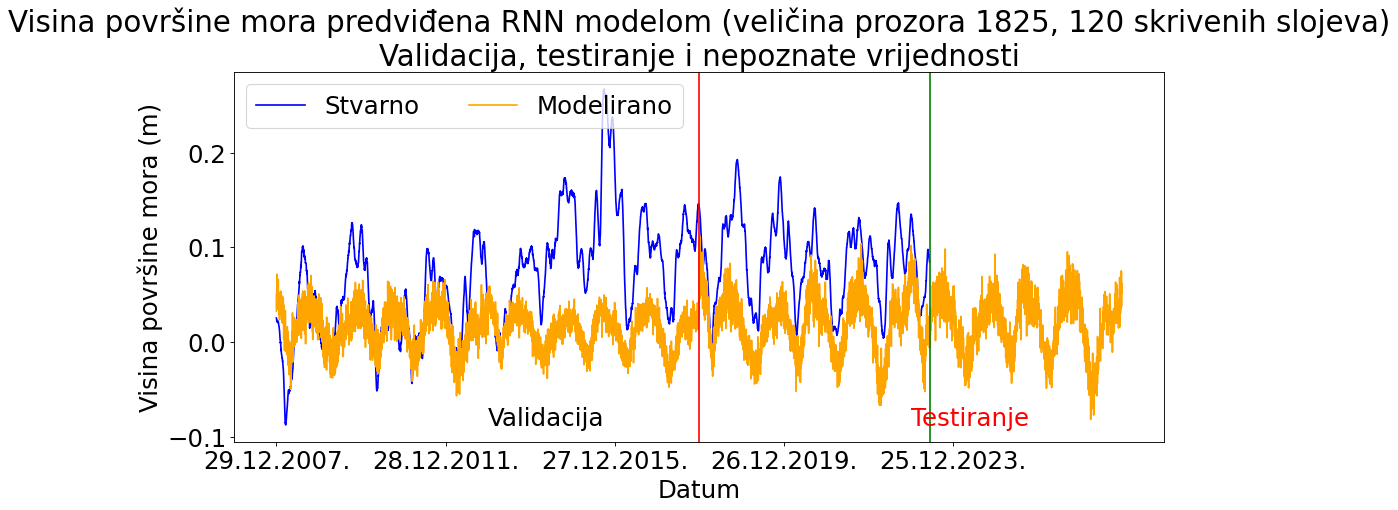 Visina površine mora predviđena RNN modelom (veličina prozora 1825, 120 skrivenih slojeva)
Validacija, testiranje i nepoznate vrijednosti
Stvarno
Modelirano
Visina površine mora (m)
0.2
0.1
0.0
−0.1
Validacija
Testiranje
29.12.2007.
28.12.2011.
27.12.2015.
26.12.2019.
25.12.2023.
Datum